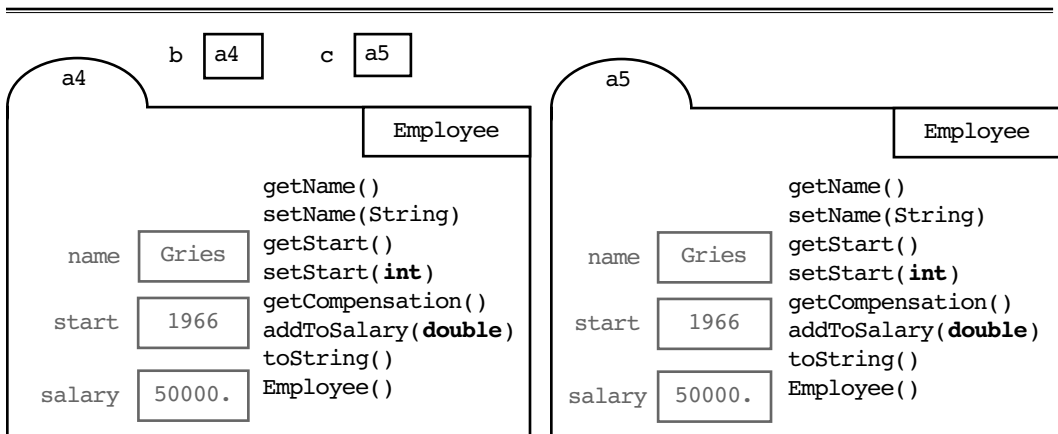 b a4 c a5
a4
Employee
getName()
setName(String)
getStart()
setStart(int)
getCompensation()
addToSalary(double)
toString()
Employee()
name Gries
start 1966
salary 50000.
a5
Employee
getName()
setName(String)
getStart()
setStart(int)
getCompensation()
addToSalary(double)
toString()
Employee()
name Gries
start 1966
salary 50000.